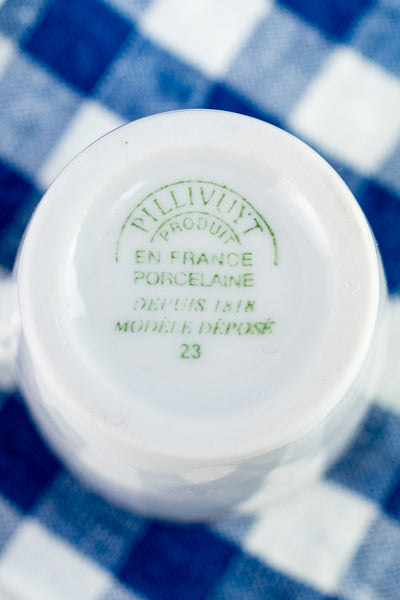 PILLIVUYT
PRODUIT
EN FRANCE
PORCELAINE
DEPUIS 1818
MODÈLE DÉPOSÉ
23